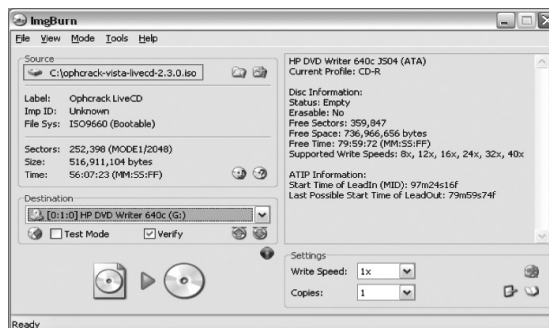 ImgBurn
File View Mode Tools Help
Source
C:\ophcrack-vista-livecd-2.3.0.iso
Label: Ophcrack LiveCD
Imp ID: Unknown
File Sys: ISO9660 (Bootable)
Sectors: 252,398 (MODE1/2048)
Size: 516,911,104 bytes
Time: 56:07:23 (MM:SS:FF)
Destination
[0:1:0] HP DVD Writer 640c (G:)
Test Mode Verify
HP DVD Writer 640c JS04 (ATA)
Current Profile: CD-R
Disc Information:
Status: Empty
Erasable: No
Free Sectors: 359,847
Free Space: 736,966,656 bytes
Free Time: 79:59:72 (MM:SS:FF)
Supported Write Speeds: 8x, 12x, 16x, 24x, 32x, 40x
ATIP Information:
Start Time of LeadIn (MID): 97m24s16f
Last Possible Start Time of LeadOut: 79m59s74f
Settings
Write Speed: 1x
Copies: 1
Ready